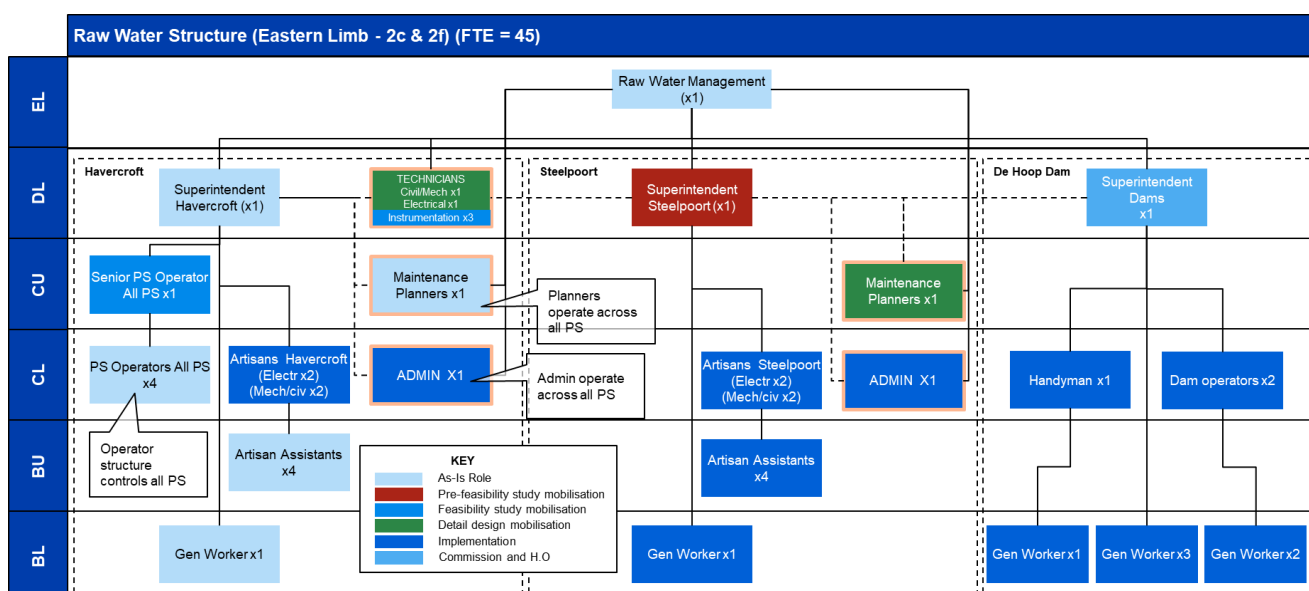 Raw Water Structure (Eastern Limb - 2c & 2f) (FTE = 45)
EL
Raw Water Management
(x1)
DL
Havercroft
Superintendent
Havercroft (x1)
TECHNICIANS
Civil/Mech x1
Electrical x1
Instrumentation x3
Steelpoort
Superintendent
Steelpoort (x1)
De Hoop Dam
Superintendent
Dams
x1
CU
Senior PS Operator
All PS x1
Maintenance
Planners x1
Planners
operate across
all PS
Maintenance
Planners x1
CL
PS Operators All PS
x4
Artisans Havercroft
(Electr x2)
(Mech/civ x2)
ADMIN X1
Admin operate
across all PS
Artisans Steelpoort
(Electr x2)
(Mech/civ x2)
ADMIN X1
Handyman x1
Dam operators x2
BU
Operator
structure
controls all PS
Artisan Assistants
x4
Artisan Assistants
x4
KEY
As-Is Role
Pre-feasibility study mobilisation
Feasibility study mobilisation
Detail design mobilisation
Implementation
Commission and H.O
BL
Gen Worker x1
Gen Worker x1
Gen Worker x1
Gen Worker x3
Gen Worker x2